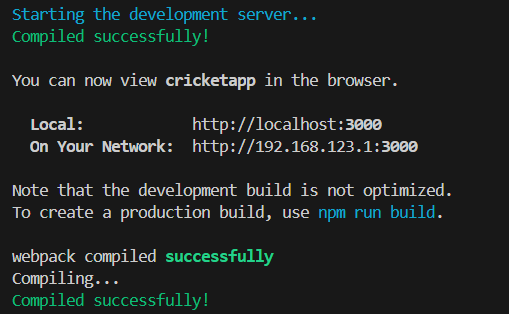 Starting the development server...
Compiled successfully!
You can now view cricketapp in the browser.
Local: http://localhost:3000
On Your Network: http://192.168.123.1:3000
Note that the development build is not optimized.
To create a production build, use npm run build.
webpack compiled successfully
Compiling...
Compiled successfully!